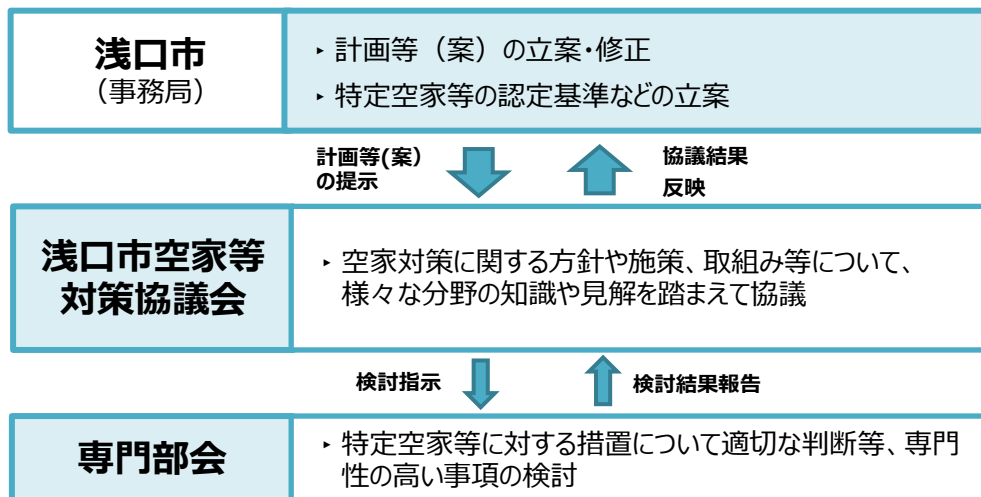 浅口市
（事務局）
‣ 計画等（案）の立案・修正
‣ 特定空家等の認定基準などの立案
計画等(案）
の提示
協議結果
反映
浅口市空家等
対策協議会
‣ 空家対策に関する方針や施策、取組み等について、
様々な分野の知識や見解を踏まえて協議
検討指示
検討結果報告
専門部会
‣ 特定空家等に対する措置について適切な判断等、専門
性の高い事項の検討